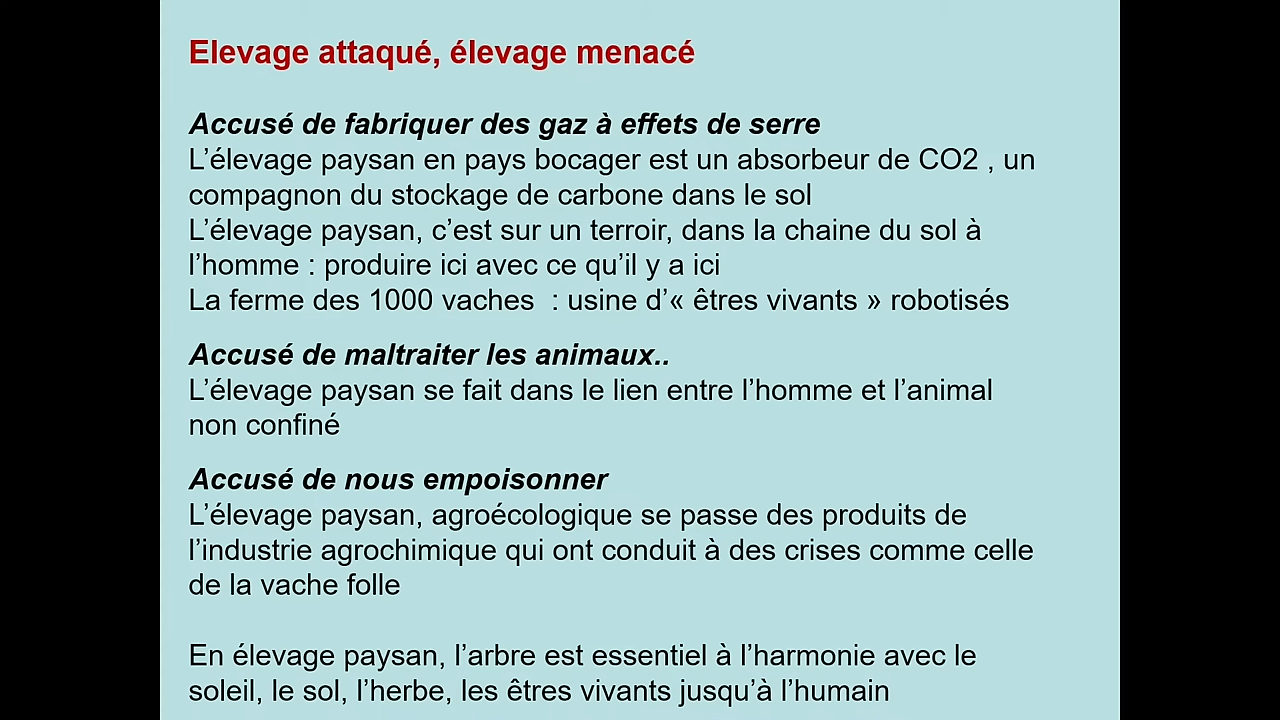 Elevage attaqué, élevage menacé
Accusé de fabriquer des gaz à effets de serre
L’élevage paysan en pays bocager est un absorbeur de CO2 , un
compagnon du stockage de carbone dans le sol
L’élevage paysan, c’est sur un terroir, dans la chaine du sol à
l’homme : produire ici avec ce qu’il y a ici
La ferme des 1000 vaches  : usine d’« êtres vivants » robotisés
Accusé de maltraiter les animaux..
L’élevage paysan se fait dans le lien entre l’homme et l’animal
non confiné
Accusé de nous empoisonner
L’élevage paysan, agroécologique se passe des produits de
l’industrie agrochimique qui ont conduit à des crises comme celle
de la vache folle
En élevage paysan, l’arbre est essentiel à l’harmonie avec le
soleil, le sol, l’herbe, les êtres vivants jusqu’à l’humain